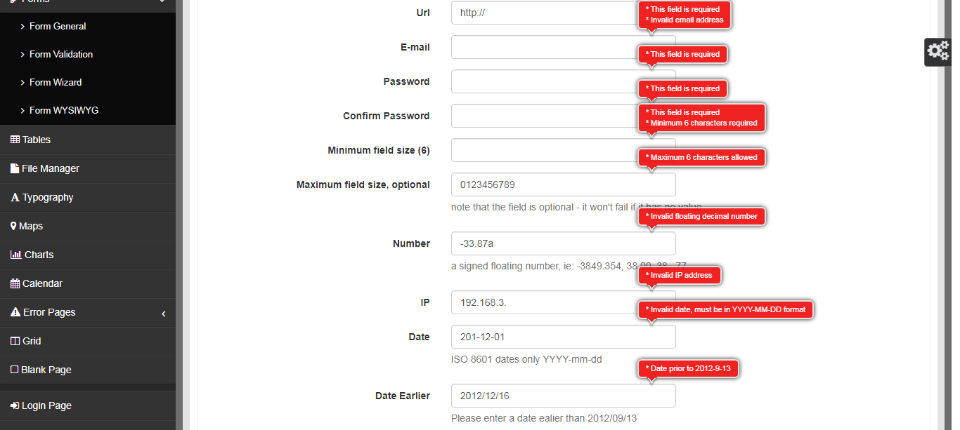 Forms
Form General
Form Validation
Form Wizard
Form WYSIWYG
Tables
File Manager
Typography
Maps
Charts
Calendar
Error Pages
Grid
Blank Page
Login Page
Url
http://
* This field is required
* Invalid email address
E-mail
* This field is required
Password
* This field is required
Confirm Password
* This field is required
* Minimum 6 characters required
Minimum field size (6)
* Maximum 6 characters allowed
Maximum field size, optional
0123456789
note that the field is optional - it won't fail if it has no value
* Invalid floating decimal number
Number
-33.87a
a signed floating number, ie: -3849.354, 38.00, 38, .77
* Invalid IP address
IP
192.168.3.
* Invalid date, must be in YYYY-MM-DD format
Date
201-12-01
ISO 8601 dates only YYYY-mm-dd
* Date prior to 2012-9-13
Date Earlier
2012/12/16
Please enter a date ealier than 2012/09/13